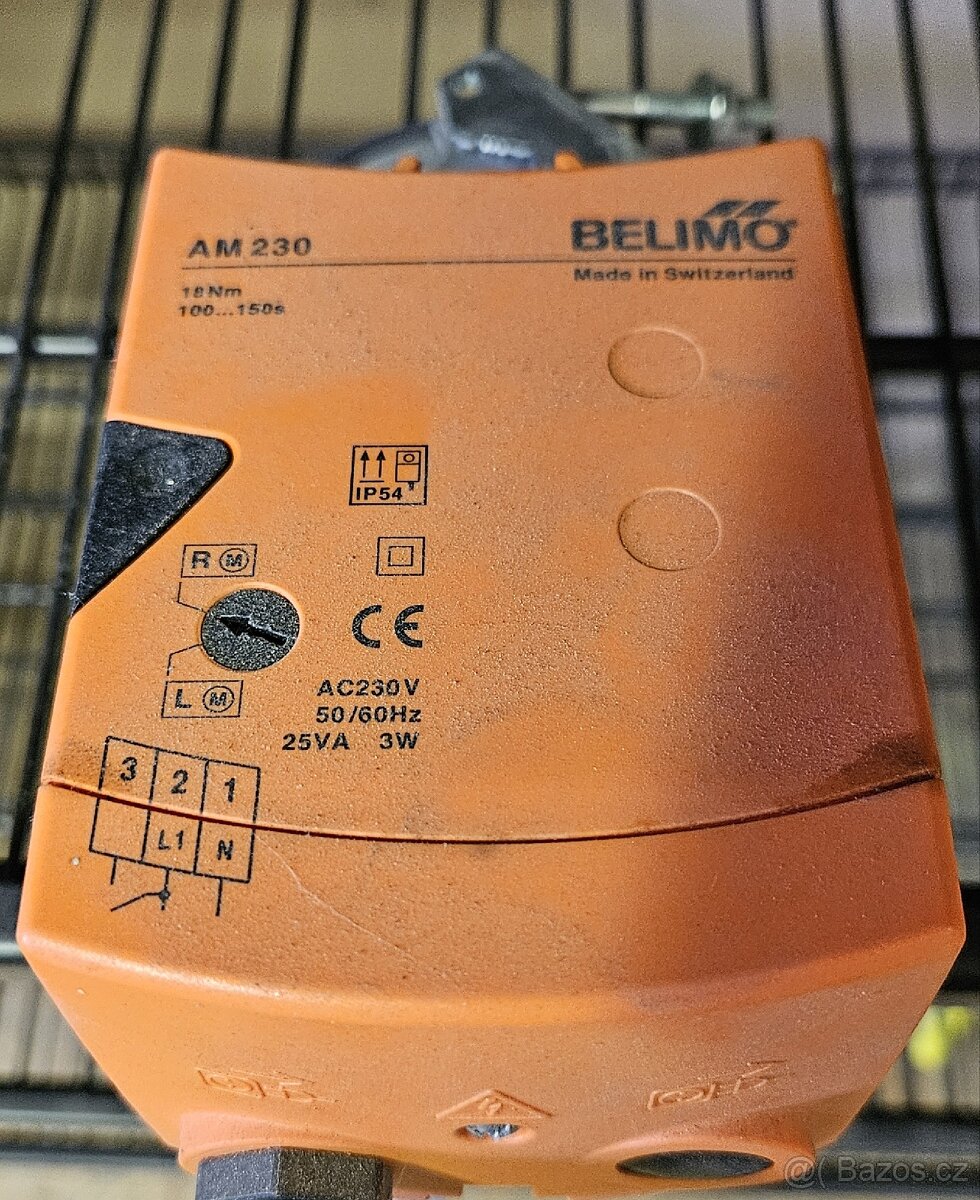 AM 230
BELIMO
Made in Switzerland
18Nm
100...150s
IP54
R M
CE
L M
AC230V
50/60Hz
25VA 3W
3 2 1
L1 N
@( Bazos.cz